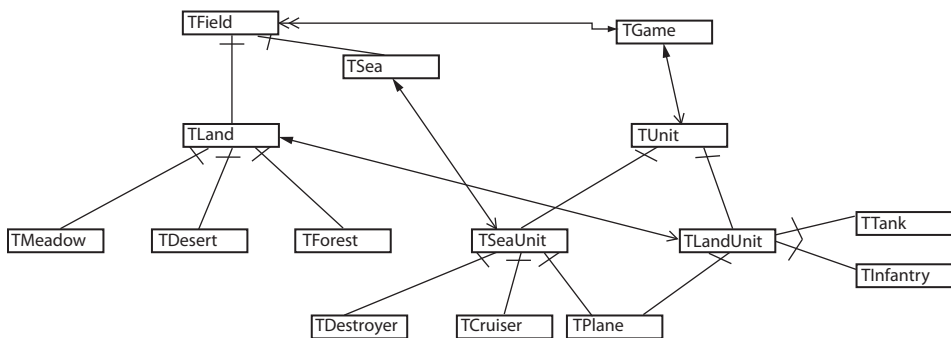 TField
TGame
TSea
TLand
TUnit
TMeadow
TDesert
TForest
TSeaUnit
TLandUnit
TTank
TInfantry
TDestroyer
TCruiser
TPlane